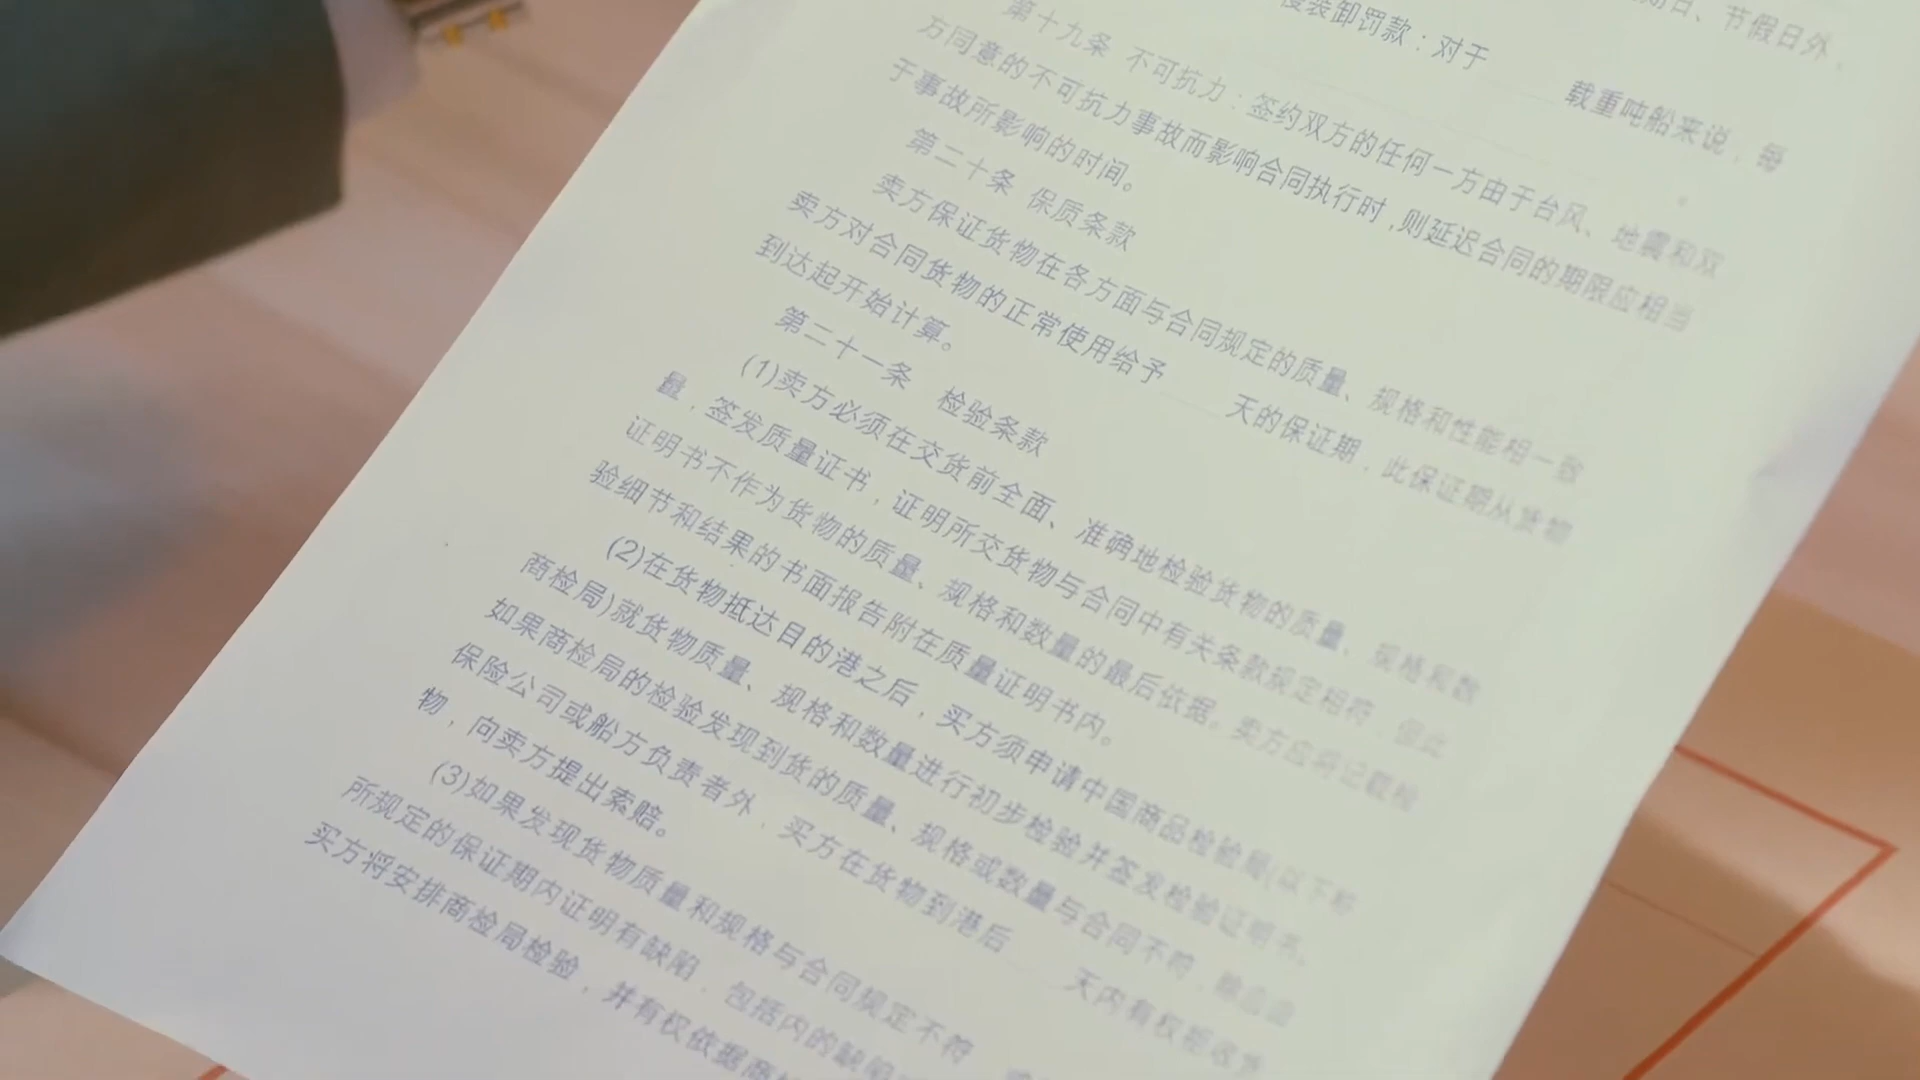 期日、节假日外,
慢装卸罚款:对于 载重吨船来说,每
第十九条 不可抗力:签约双方的任何一方由于台风、地震和双
方同意的不可抗力事故而影响合同执行时,则延迟合同的期限应相当
于事故所影响的时间。
第二十条 保质条款
卖方保证货物在各方面与合同规定的质量、规格和性能相一致
卖方对合同货物的正常使用给予 天的保证期,此保证期从货物
到达起开始计算。
第二十一条 检验条款
(1)卖方必须在交货前全面、准确地检验货物的质量、规格和数
量,签发质量证书,证明所交货物与合同中有关条款规定相符,但此
证明书不作为货物的质量、规格和数量的最后依据。卖方应将记载检
验细节和结果的书面报告附在质量证明书内。
(2)在货物抵达目的港之后,买方须申请中国商品检验局(以下称
商检局)就货物质量、规格和数量进行初步检验并签发检验证明书。
如果商检局的检验发现到货的质量、规格或数量与合同不符,除应由
保险公司或船方负责者外,买方在货物到港后 天内有权拒收货
物,向卖方提出索赔。
(3)如果发现货物质量和规格与合同规定不符
所规定的保证期内证明有缺陷,包括内的缺陷
买方将安排商检局检验,并有权依据商